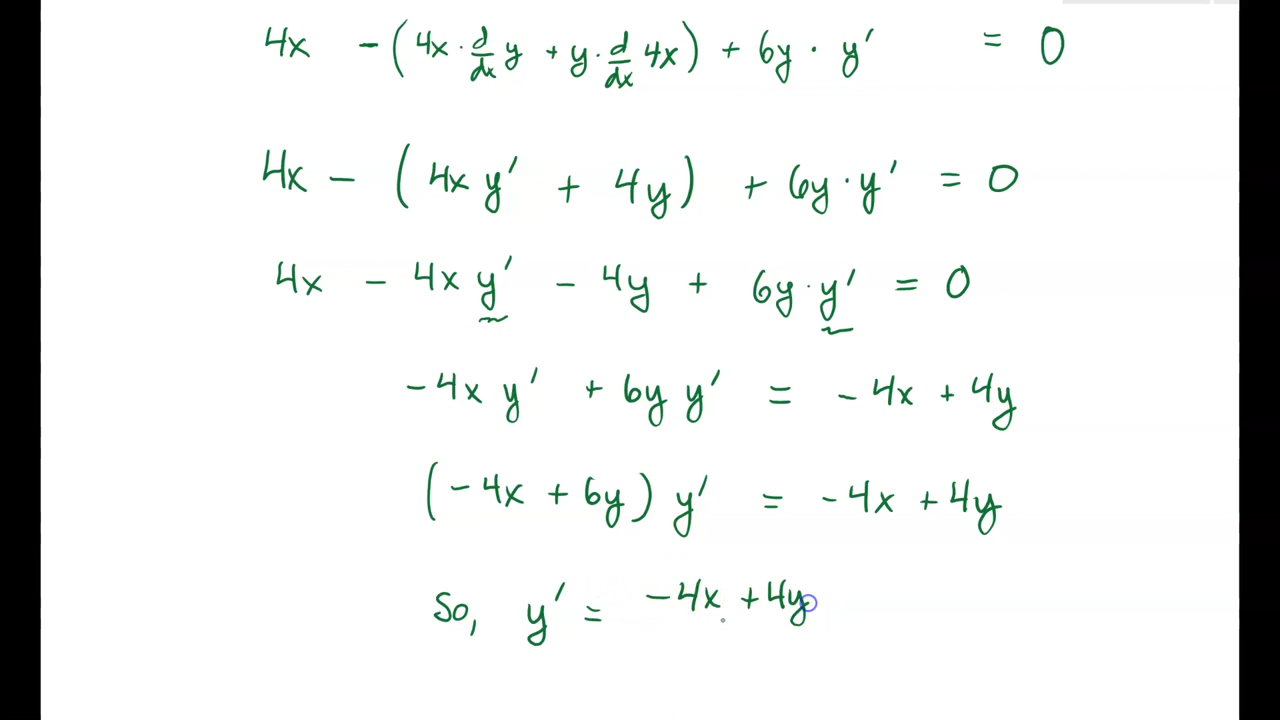 4x - (4x · d/dx y + y · d/dx 4x) + 6y · y' = 0
4x - (4x y' + 4y) + 6y · y' = 0
4x - 4x y' - 4y + 6y · y' = 0
-4x y' + 6y y' = -4x + 4y
(-4x + 6y) y' = -4x + 4y
So, y' = -4x + 4y